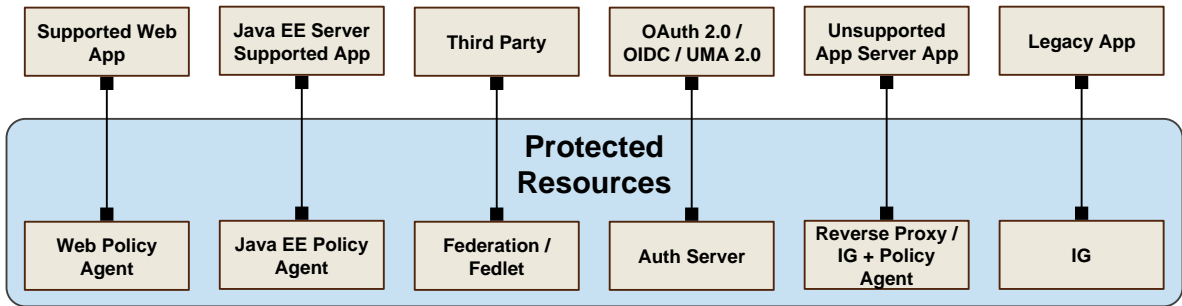 Supported Web
App
Java EE Server
Supported App
Third Party
OAuth 2.0 /
OIDC / UMA 2.0
Unsupported
App Server App
Legacy App
Protected
Resources
Web Policy
Agent
Java EE Policy
Agent
Federation /
Fedlet
Auth Server
Reverse Proxy /
IG + Policy
Agent
IG